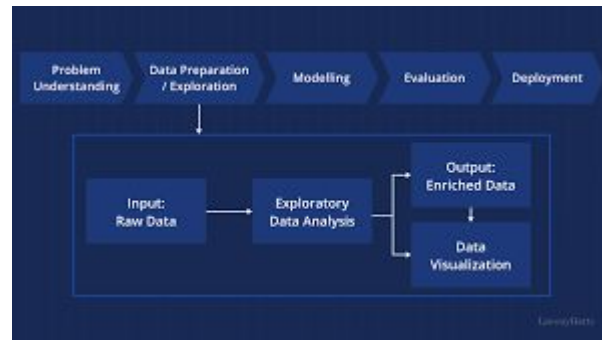 Problem
Understanding
Data Preparation
/ Exploration
Modelling
Evaluation
Deployment
Input:
Raw Data
Exploratory
Data Analysis
Output:
Enriched Data
Data
Visualization